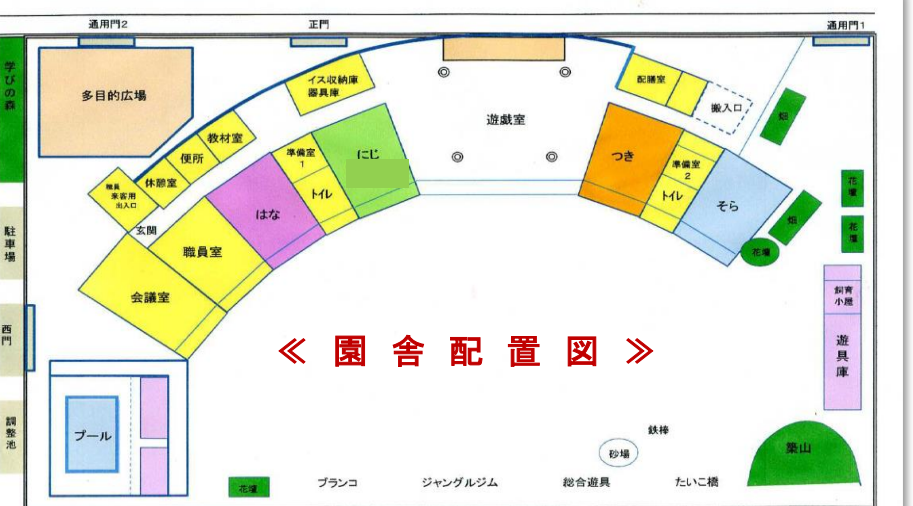 通用門2
正門
通用門1
学びの森
多目的広場
イス収納庫
器具庫
配膳室
搬入口
畑
遊戯室
教材室
便所
休憩室
職員
来客用
出入口
玄関
準備室
1
トイレ
にじ
はな
つき
準備室
2
トイレ
そら
花壇
花壇
畑
花壇
駐車場
職員室
会議室
飼育
小屋
遊具庫
西門
≪ 園舎配置図 ≫
調整池
プール
鉄棒
砂場
築山
花壇
ブランコ
ジャングルジム
総合遊具
たいこ橋